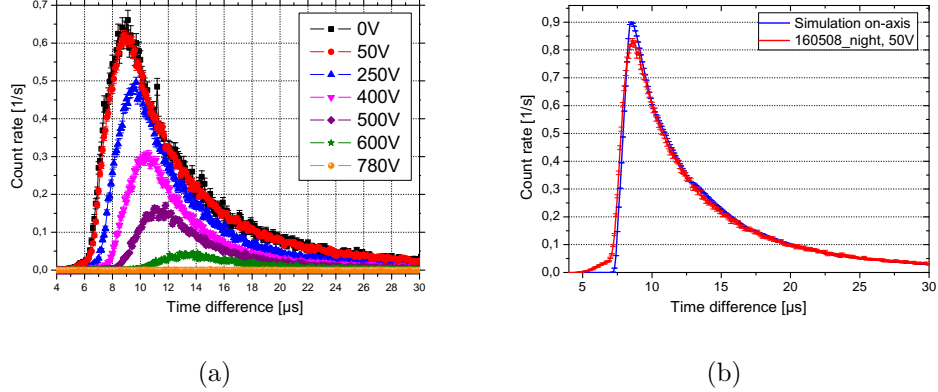 0,7
0,6
0,5
0,4
0,3
0,2
0,1
0,0
Count rate [1/s]
4 6 8 10 12 14 16 18 20 22 24 26 28 30
Time difference [µs]
0V
50V
250V
400V
500V
600V
780V
(a)
0,9
0,8
0,7
0,6
0,5
0,4
0,3
0,2
0,1
0,0
Count rate [1/s]
5 10 15 20 25 30
Time difference [µs]
Simulation on-axis
160508_night, 50V
(b)